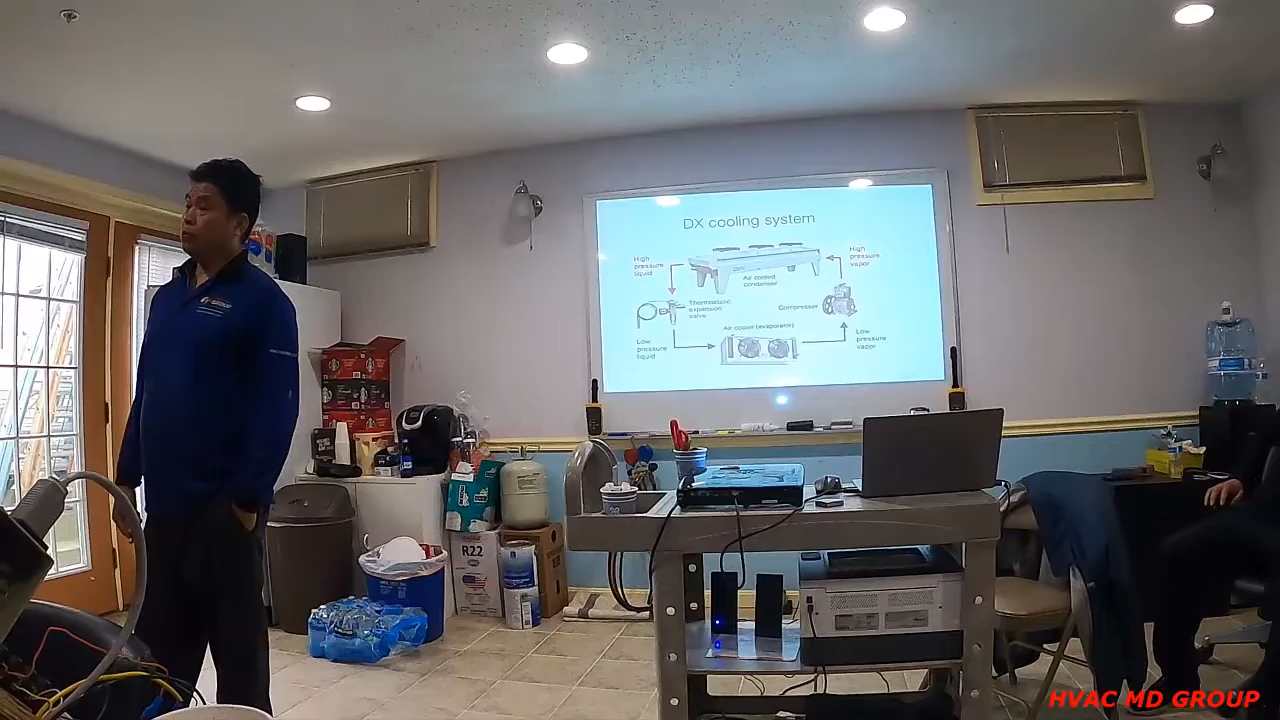 DX cooling system
High
pressure
liquid
High
pressure
vapor
Air cooled
condenser
Thermostatic
expansion
valve
Compressor
Air cooler (evaporator)
Low
pressure
liquid
Low
pressure
vapor
GROUP
R22
HVAC MD GROUP